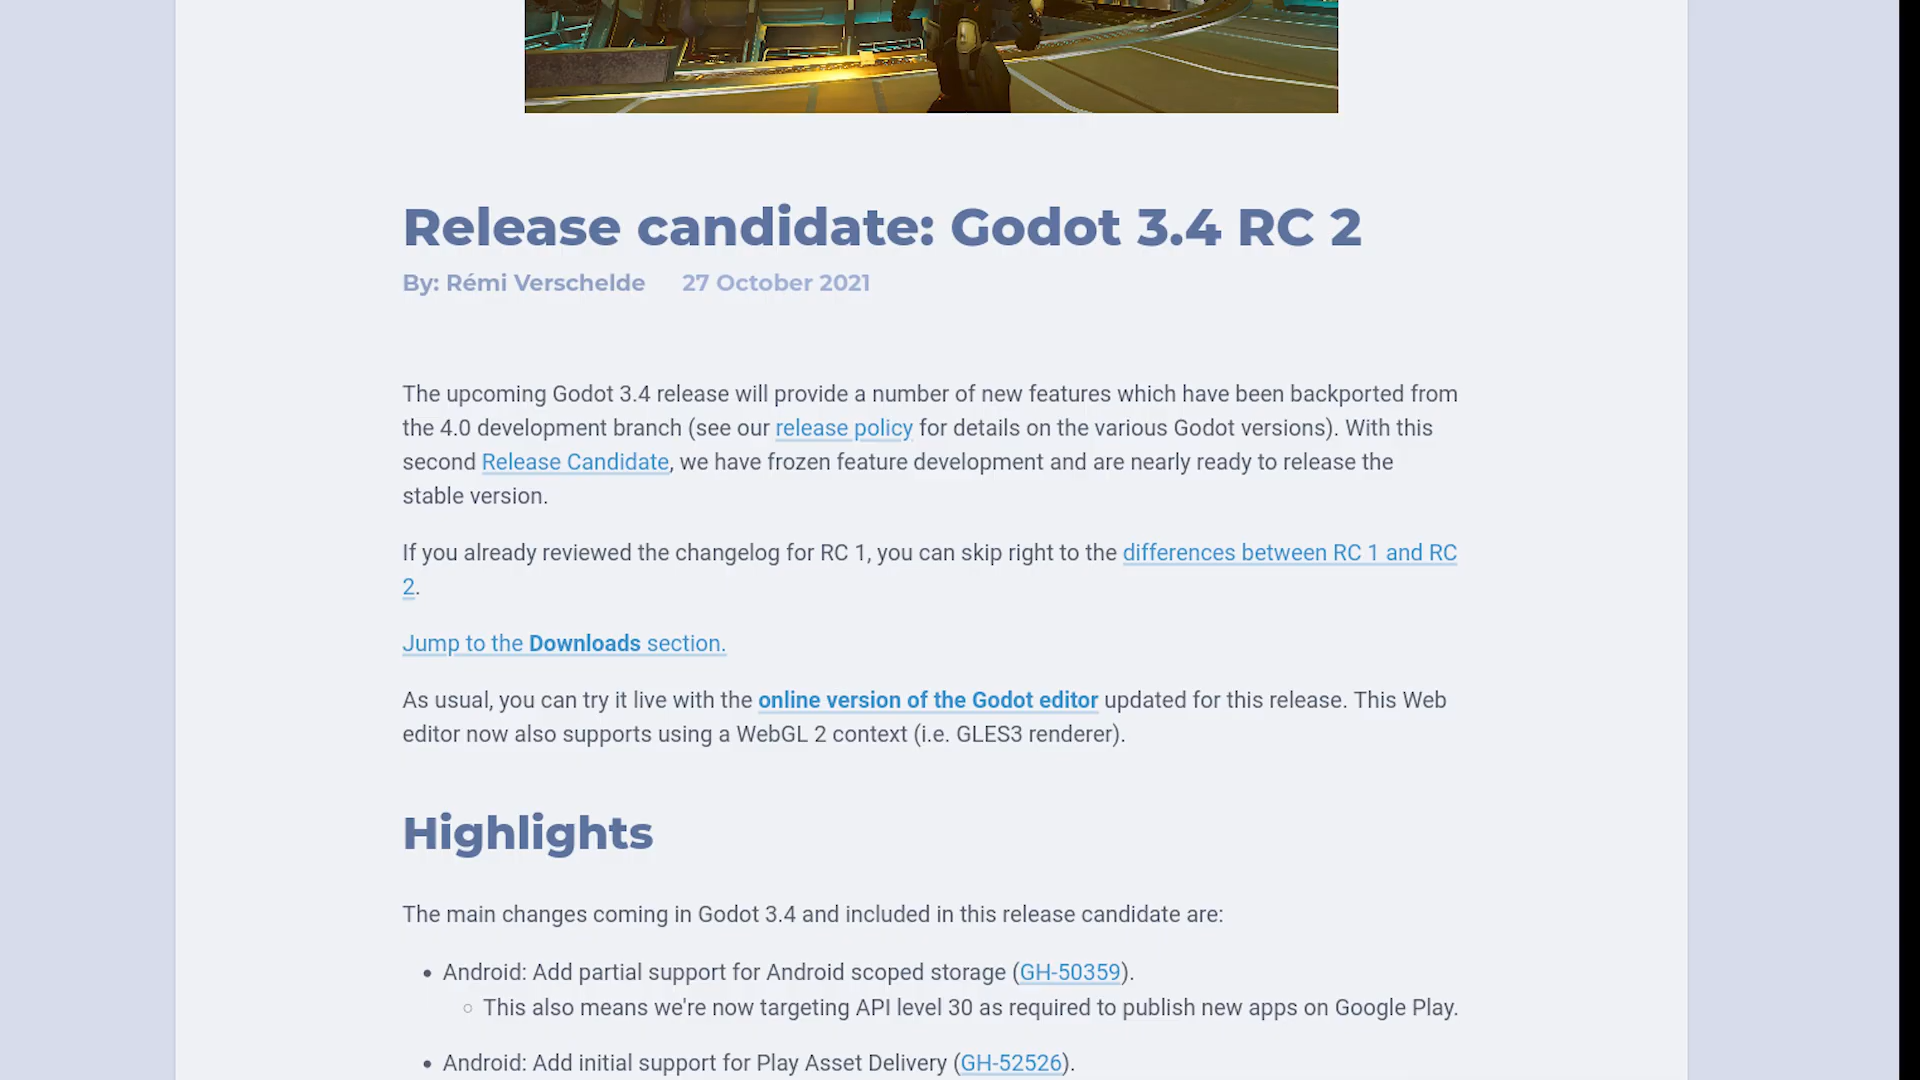 Release candidate: Godot 3.4 RC 2
By: Rémi Verschelde 27 October 2021
The upcoming Godot 3.4 release will provide a number of new features which have been backported from
the 4.0 development branch (see our release policy for details on the various Godot versions). With this
second Release Candidate, we have frozen feature development and are nearly ready to release the
stable version.
If you already reviewed the changelog for RC 1, you can skip right to the differences between RC 1 and RC
2.
Jump to the Downloads section.
As usual, you can try it live with the online version of the Godot editor updated for this release. This Web
editor now also supports using a WebGL 2 context (i.e. GLES3 renderer).
Highlights
The main changes coming in Godot 3.4 and included in this release candidate are:
• Android: Add partial support for Android scoped storage (GH-50359).
○ This also means we're now targeting API level 30 as required to publish new apps on Google Play.
• Android: Add initial support for Play Asset Delivery (GH-52526).